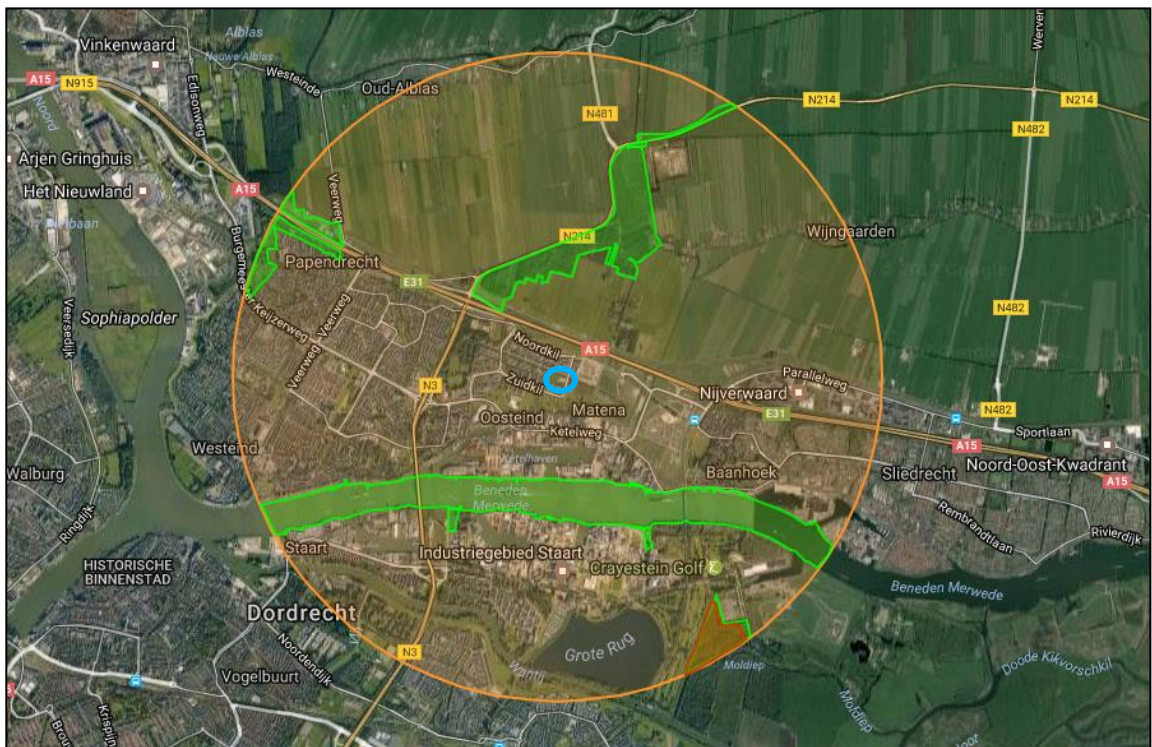 Alblas
Vinkenwaard
Alblas
Nieuwe Alblas
Werven
A15
N915
Westeinde
Edisonweg
Oud-Alblas
N214
N214
N481
Noord
N482
Arjen Gringhuis
Het Nieuwland
A15
Veerweg
Burgemeester Keijzerweg
Papendrecht
N214
Wijngaarden
E31
Veersedijk
Sophiapolder
Veerweg
Veerweg
N482
Noordkil
A15
Zuidkil
N3
Parallelweg
Nijverwaard
E31
N482
Oosteind
Matena
Ketelweg
Sportlaan
A15
Westeind
Walburg
Ketelhaven
Baanhoek
Sliedrecht
Noord-Oost-Kwadrant
A15
Beneden
Merwede
Ringdijk
Rembrandtlaan
Rivierdijk
Staart
Industriegebied Staart
HISTORISCHE
BINNENSTAD
Crayestein Golf
Beneden Merwede
Dordrecht
Noordendijk
Grote Rug
N3
Wantij
Moldiep
Doode Kikvorschkil
Vogelbuurt
Moldiep
Krispijn